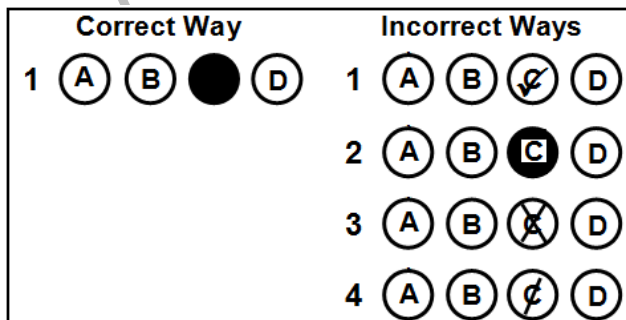 Correct Way
1 A B D
Incorrect Ways
1 A B C D
2 A B C D
3 A B C D
4 A B C D